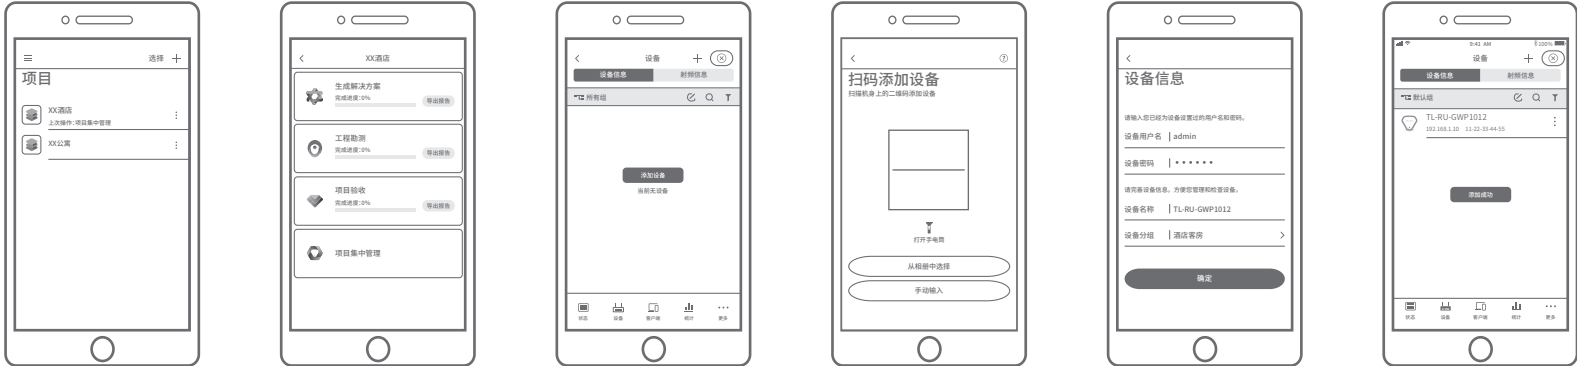 选择
项目
XX酒店
上次操作:项目集中管理
XX公寓
XX酒店
生成解决方案
完成进度:0%
导出报告
工程勘测
完成进度:0%
导出报告
项目验收
完成进度:0%
导出报告
项目集中管理
设备
设备信息 射频信息
所有组
添加设备
当前无设备
状态 设备 客户端 统计 更多
扫码添加设备
扫描机身上的二维码添加设备
打开手电筒
从相册中选择
手动输入
设备信息
请输入您已经为设备设置过的用户名和密码。
设备用户名 admin
设备密码 ••••••
请完善设备信息，方便您管理和检查设备。
设备名称 TL-RU-GWP1012
设备分组 酒店客房
确定
9:41 AM 100%
设备
设备信息 射频信息
默认组
TL-RU-GWP1012
192.168.1.10 11-22-33-44-55
添加成功
状态 设备 客户端 统计 更多